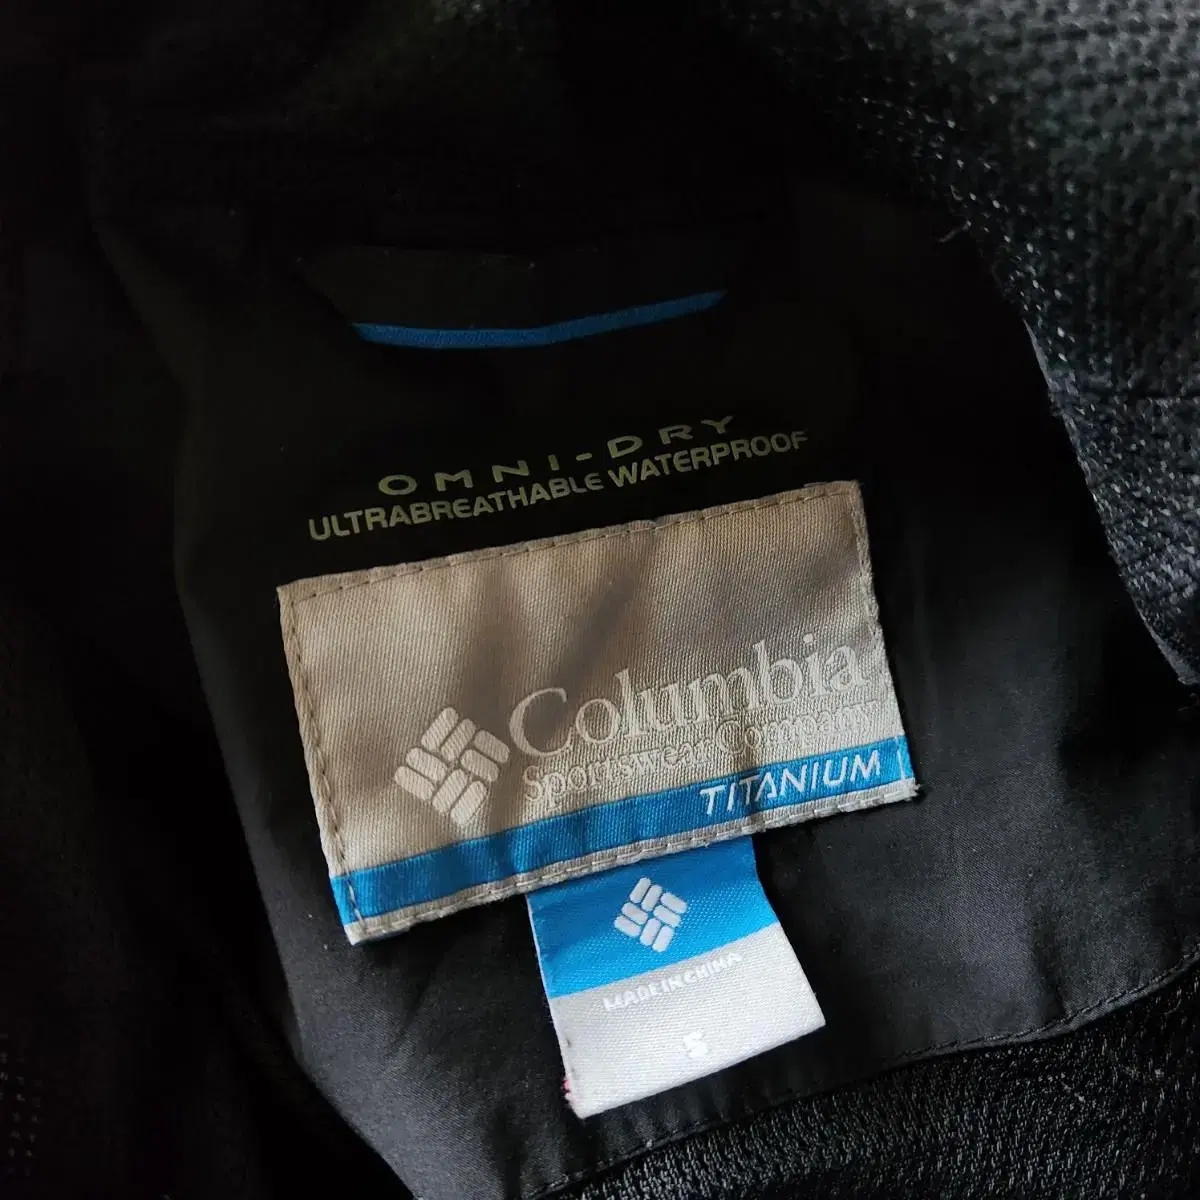 OMNI-DRY
ULTRABREATHABLE WATERPROOF
Columbia
Sportswear Company
TITANIUM
MADE IN CHINA
S